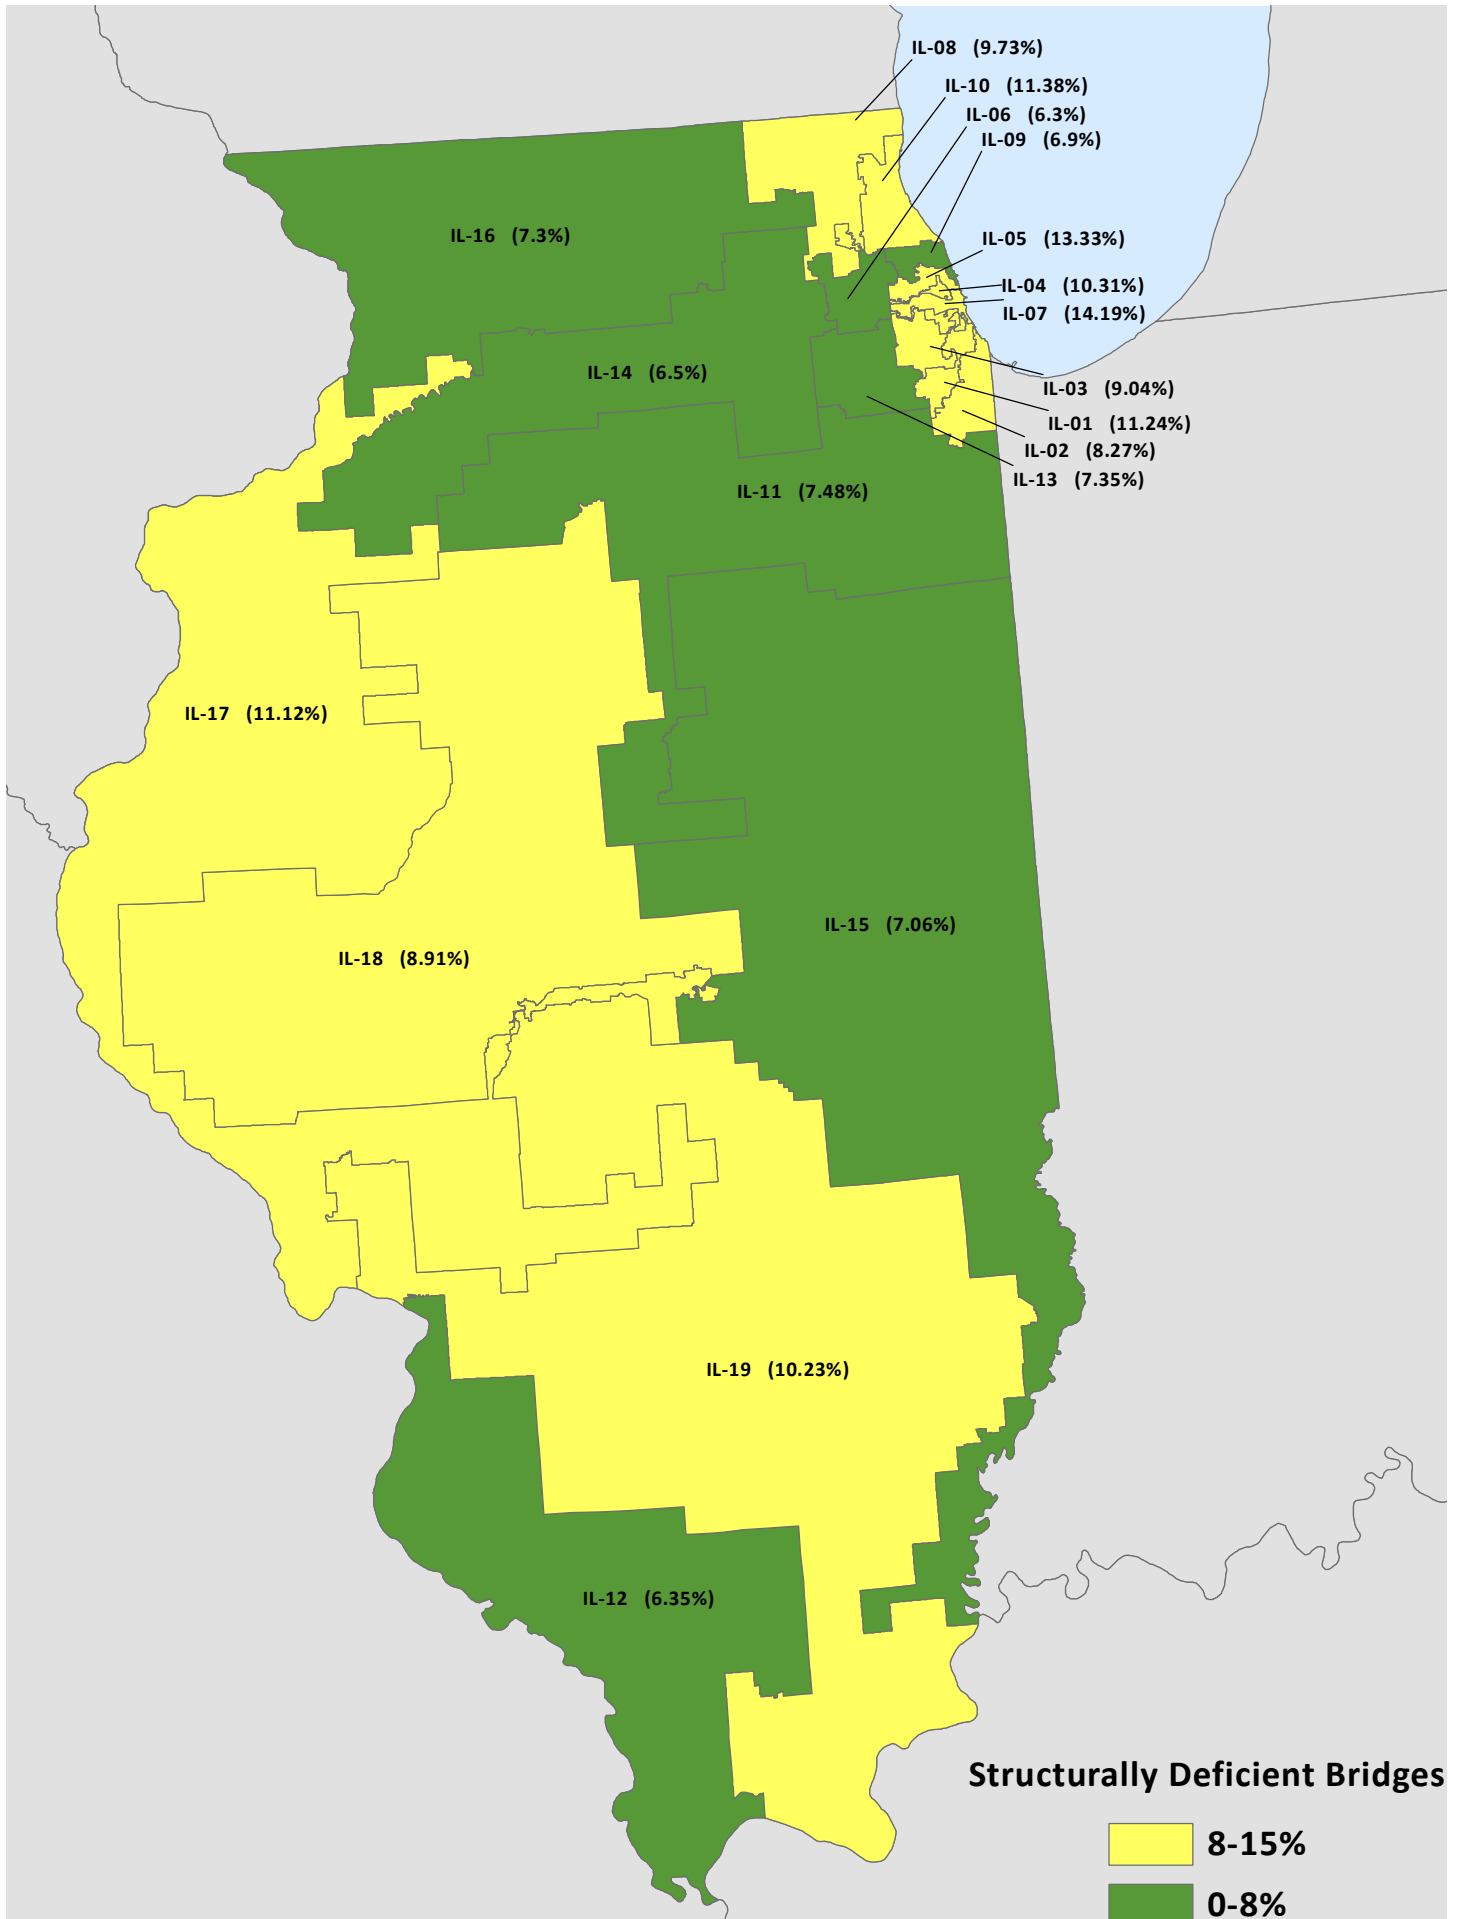 IL-08 (9.73%)
IL-10 (11.38%)
IL-06 (6.3%)
IL-09 (6.9%)
IL-16 (7.3%)
IL-05 (13.33%)
IL-04 (10.31%)
IL-07 (14.19%)
IL-14 (6.5%)
IL-03 (9.04%)
IL-01 (11.24%)
IL-02 (8.27%)
IL-13 (7.35%)
IL-11 (7.48%)
IL-17 (11.12%)
IL-15 (7.06%)
IL-18 (8.91%)
IL-19 (10.23%)
IL-12 (6.35%)
Structurally Deficient Bridges
8-15%
0-8%